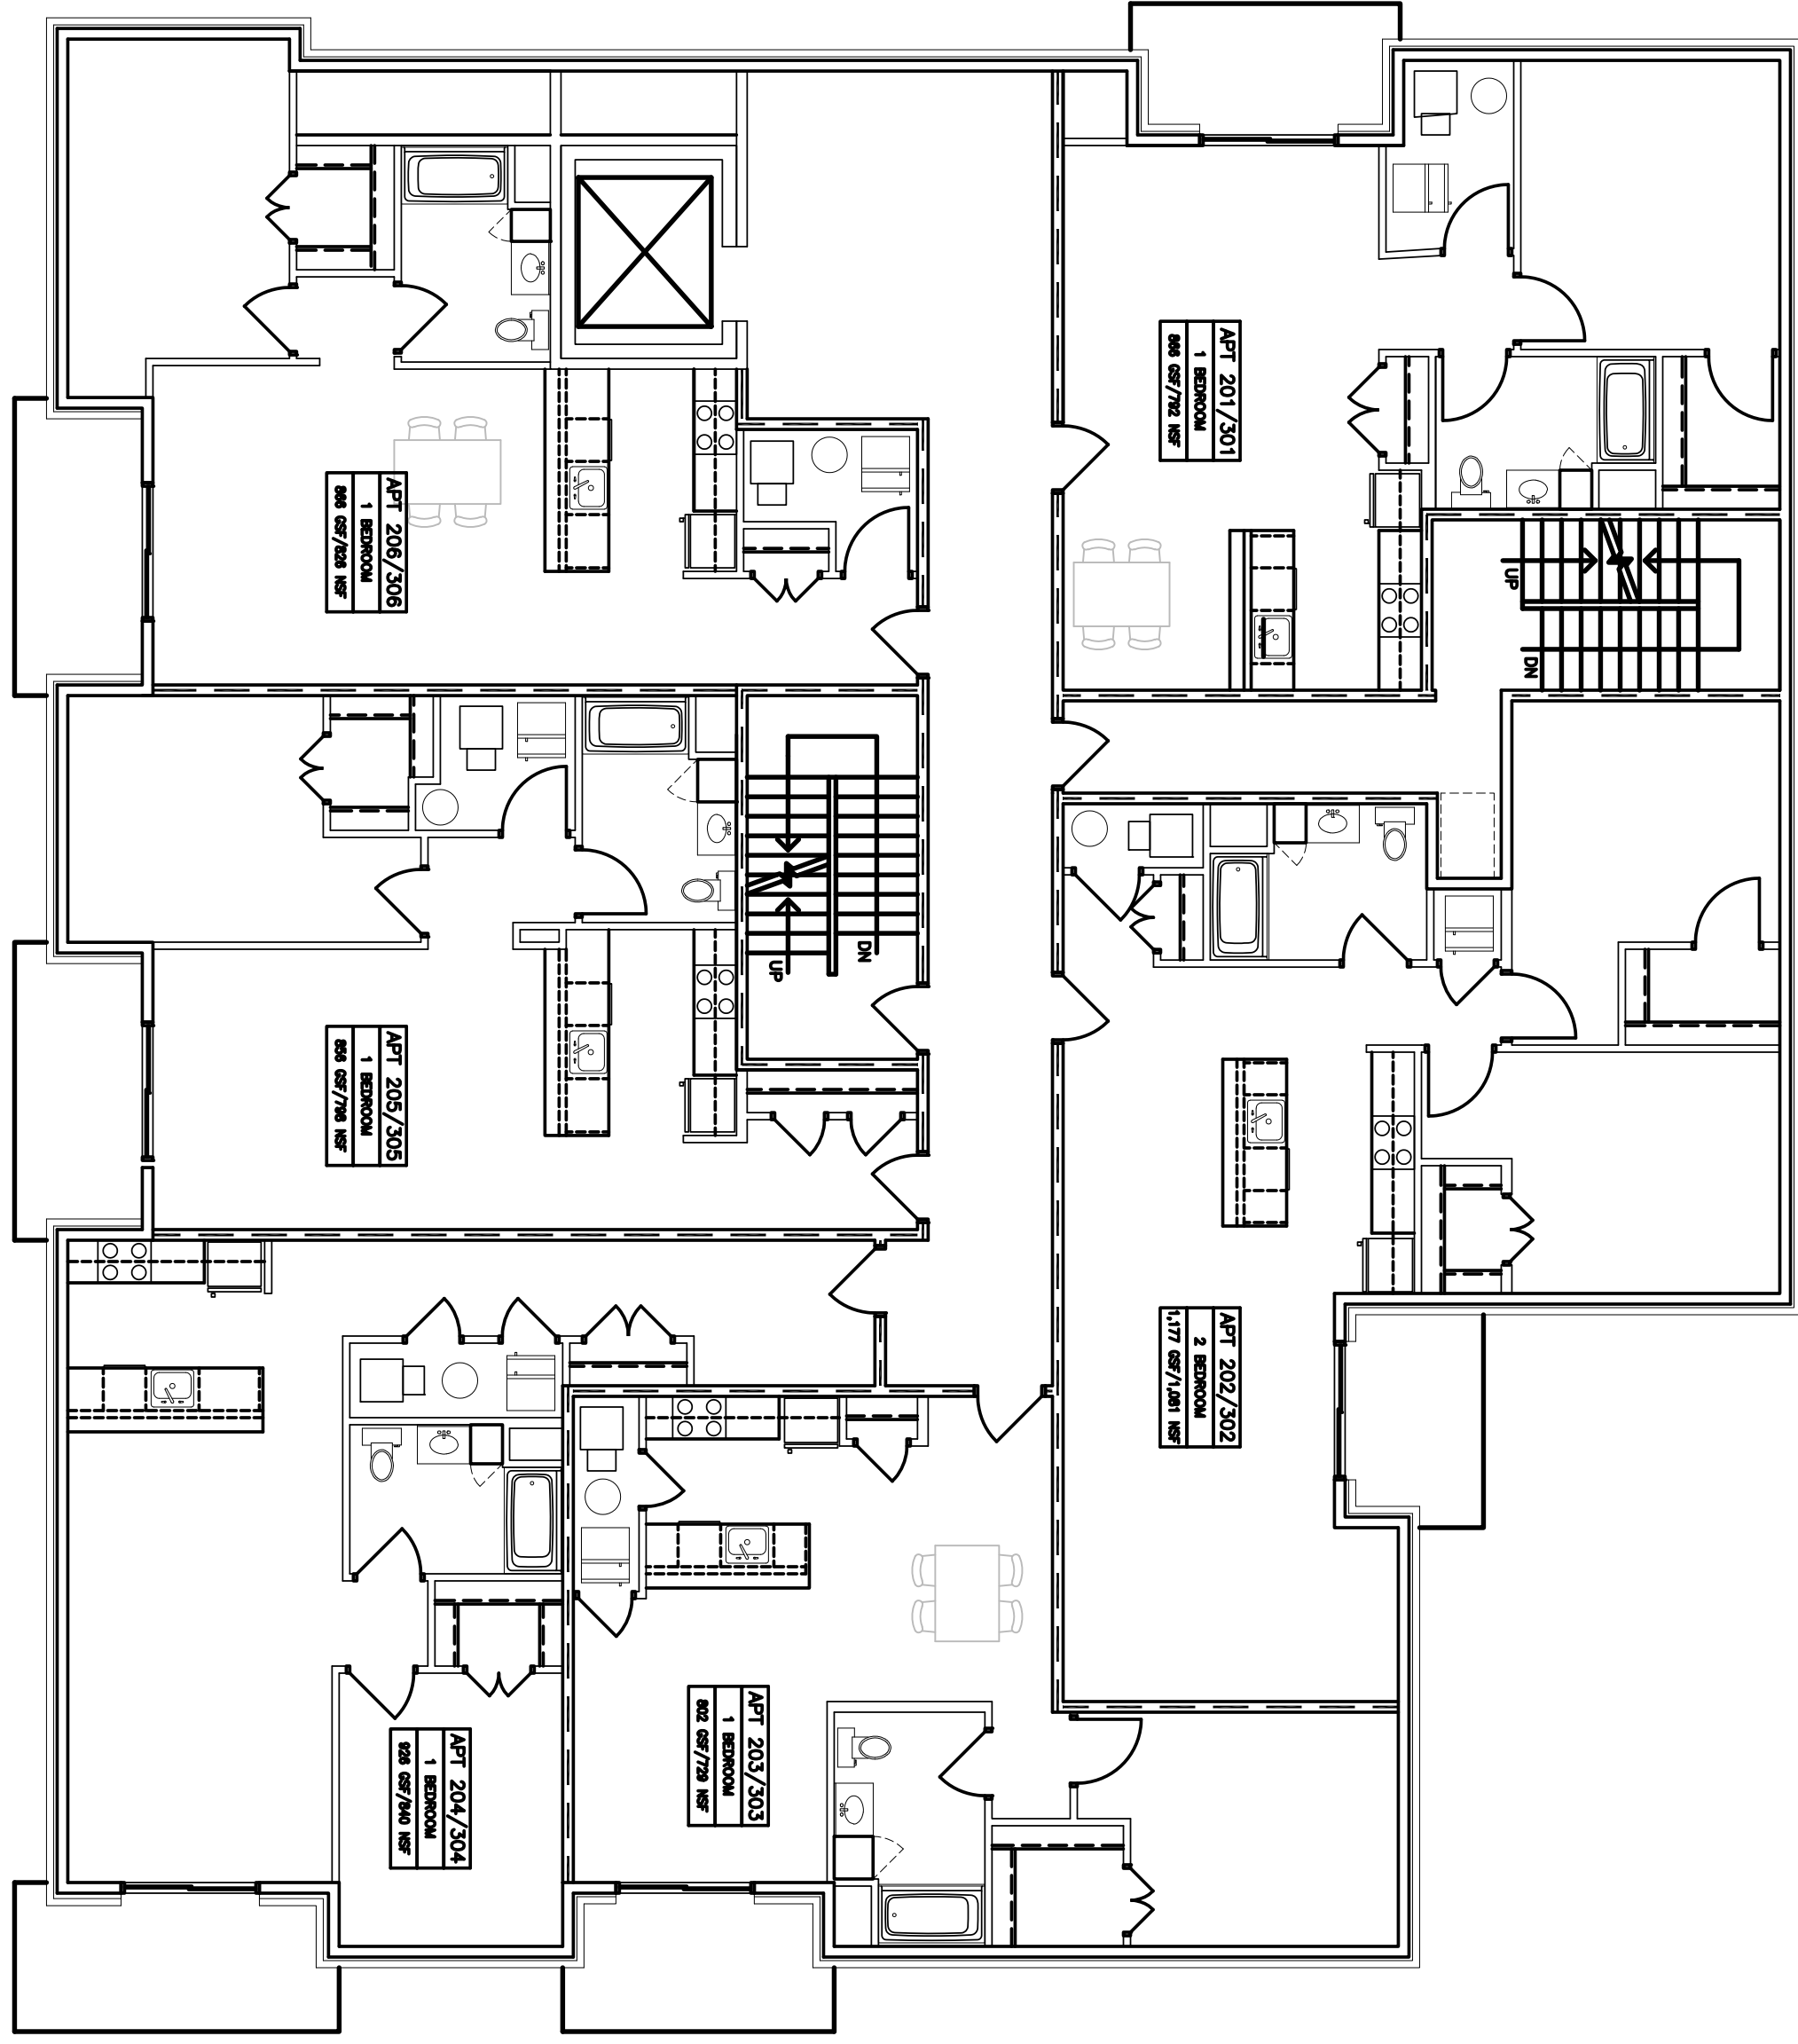 APT 201/301
1 BEDROOM
866 GSF/792 NSF
UP
DN
APT 206/306
1 BEDROOM
866 GSF/826 NSF
DN
UP
APT 205/305
1 BEDROOM
856 GSF/796 NSF
APT 202/302
2 BEDROOM
1,177 GSF/1,081 NSF
APT 203/303
1 BEDROOM
802 GSF/729 NSF
APT 204/304
1 BEDROOM
926 GSF/840 NSF